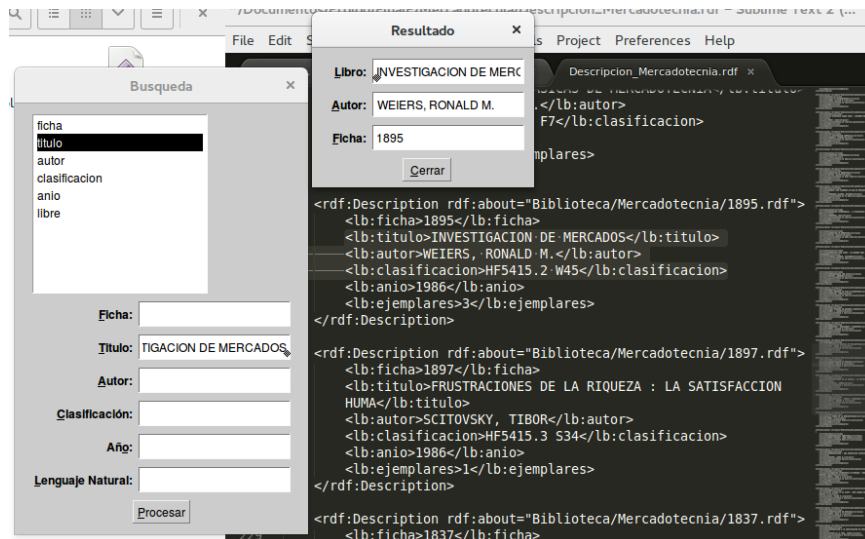 /Documentos/
Descripcion_Mercadotecnia.rdf – Sublime Text 2
File Edit
Project Preferences Help
Descripcion_Mercadotecnia.rdf ×
Resultado ×
Libro: INVESTIGACION DE MERC
Autor: WEIERS, RONALD M.
Ficha: 1895
Cerrar
Busqueda ×
ficha
titulo
autor
clasificacion
anio
libre
Ficha:
Titulo: TIGACION DE MERCADOS
Autor:
Clasificación:
Año:
Lenguaje Natural:
Procesar
.</lb:autor>
F7</lb:clasificacion>
mplares>
<rdf:Description rdf:about="Biblioteca/Mercadotecnia/1895.rdf">
<lb:ficha>1895</lb:ficha>
<lb:titulo>INVESTIGACION DE MERCADOS</lb:titulo>
<lb:autor>WEIERS, RONALD M.</lb:autor>
<lb:clasificacion>HF5415.2 W45</lb:clasificacion>
<lb:anio>1986</lb:anio>
<lb:ejemplares>3</lb:ejemplares>
</rdf:Description>
<rdf:Description rdf:about="Biblioteca/Mercadotecnia/1897.rdf">
<lb:ficha>1897</lb:ficha>
<lb:titulo>FRUSTRACIONES DE LA RIQUEZA : LA SATISFACCION
HUMA</lb:titulo>
<lb:autor>SCITOVSKY, TIBOR</lb:autor>
<lb:clasificacion>HF5415.3 S34</lb:clasificacion>
<lb:anio>1986</lb:anio>
<lb:ejemplares>1</lb:ejemplares>
</rdf:Description>
<rdf:Description rdf:about="Biblioteca/Mercadotecnia/1837.rdf">
229 <lb:ficha>1837</lb:ficha>